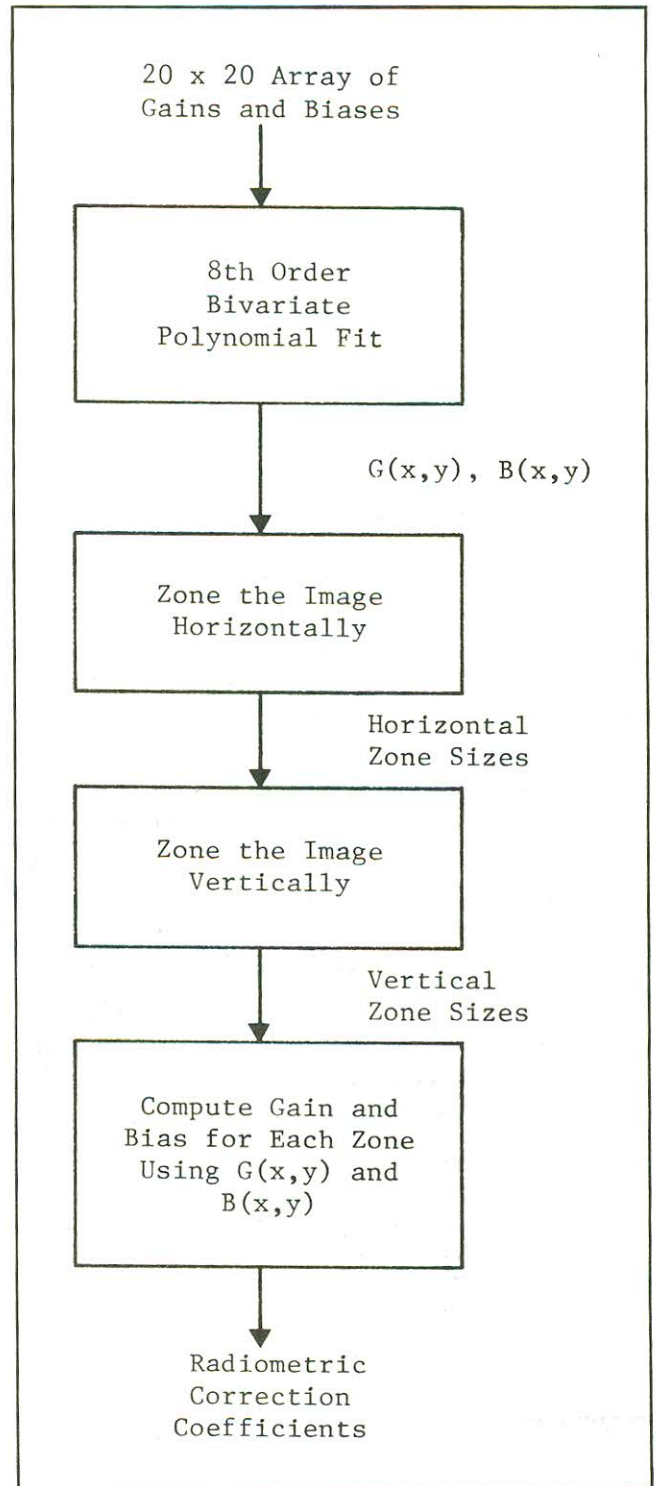 20 x 20 Array of
Gains and Biases
8th Order
Bivariate
Polynomial Fit
G(x,y), B(x,y)
Zone the Image
Horizontally
Horizontal
Zone Sizes
Zone the Image
Vertically
Vertical
Zone Sizes
Compute Gain and
Bias for Each Zone
Using G(x,y) and
B(x,y)
Radiometric
Correction
Coefficients